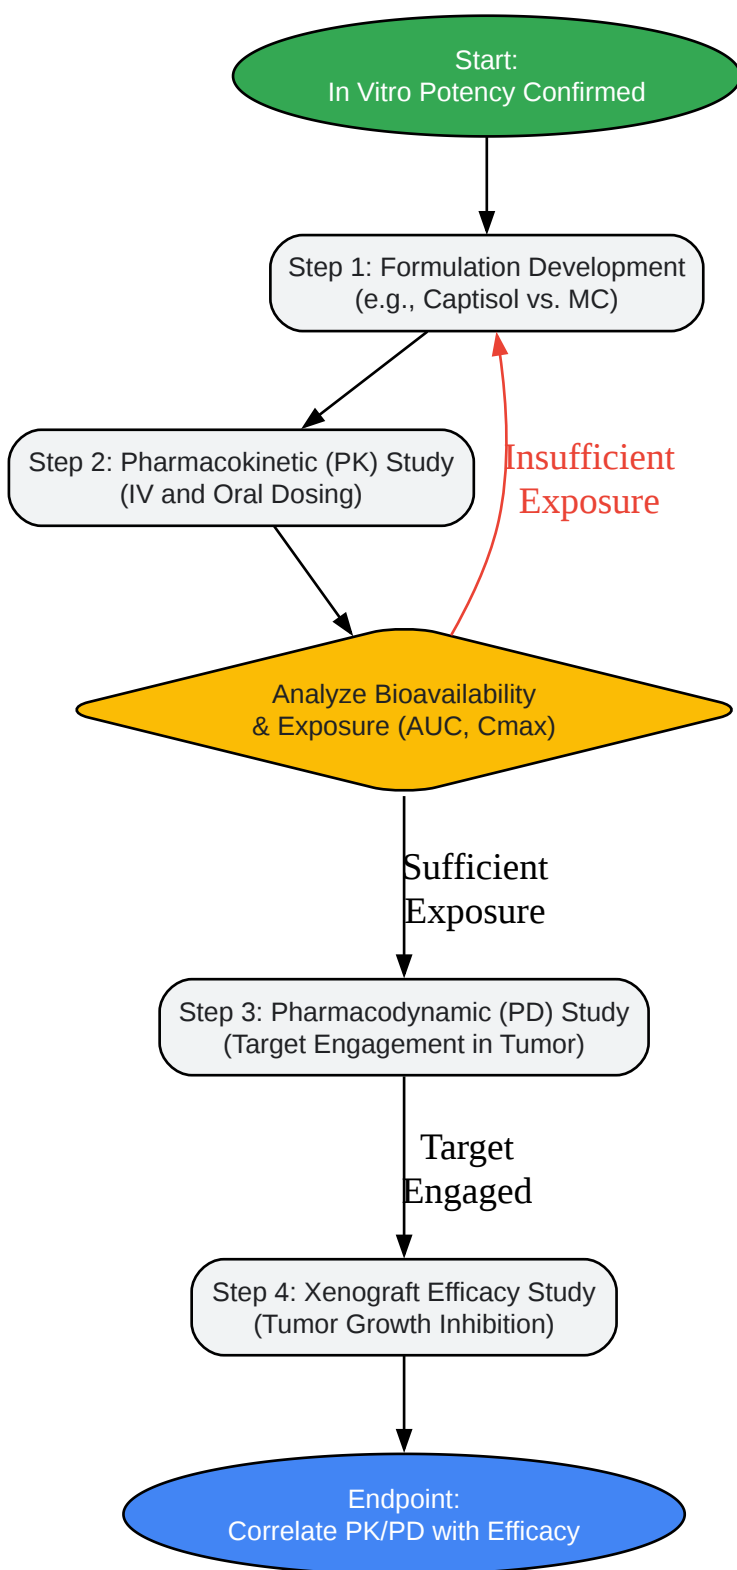 Start:
In Vitro Potency Confirmed
Step 1: Formulation Development
(e.g., Captisol vs. MC)
Step 2: Pharmacokinetic (PK) Study
(IV and Oral Dosing)
Insufficient
Exposure
Analyze Bioavailability
& Exposure (AUC, Cmax)
Sufficient
Exposure
Step 3: Pharmacodynamic (PD) Study
(Target Engagement in Tumor)
Target
Engaged
Step 4: Xenograft Efficacy Study
(Tumor Growth Inhibition)
Endpoint:
Correlate PK/PD with Efficacy